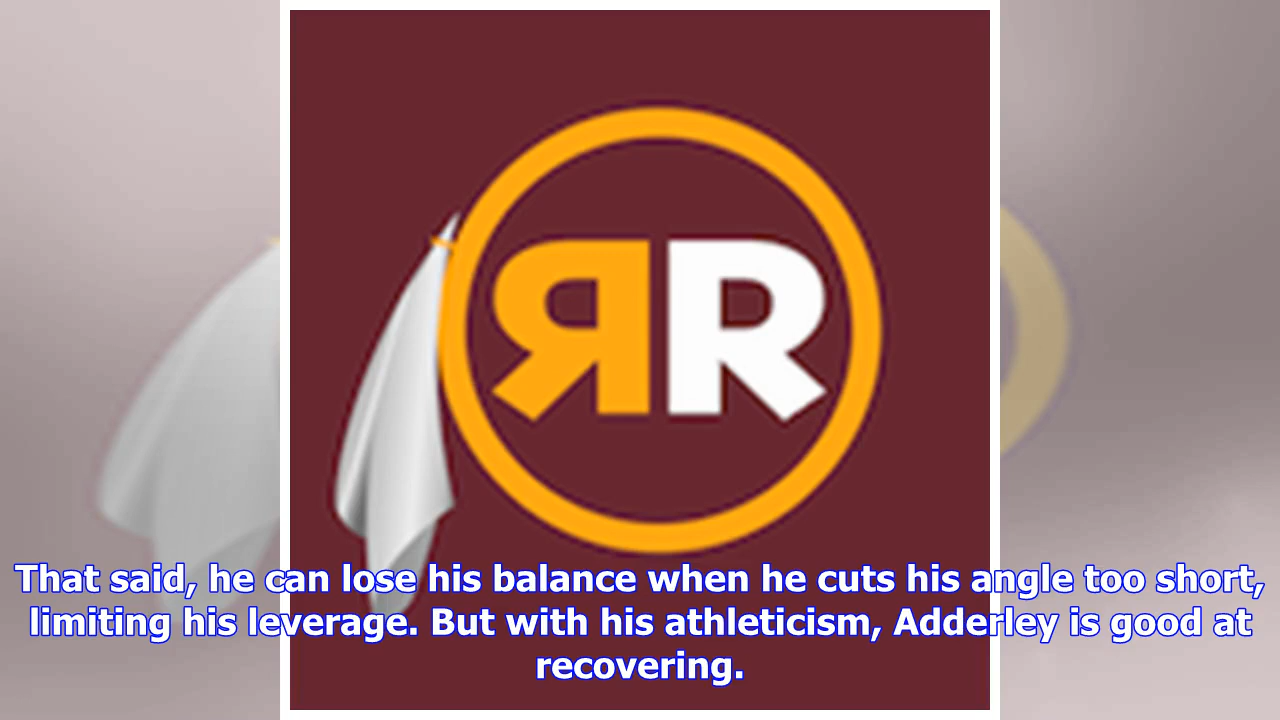 ЯR
That said, he can lose his balance when he cuts his angle too short,
limiting his leverage. But with his athleticism, Adderley is good at
recovering.